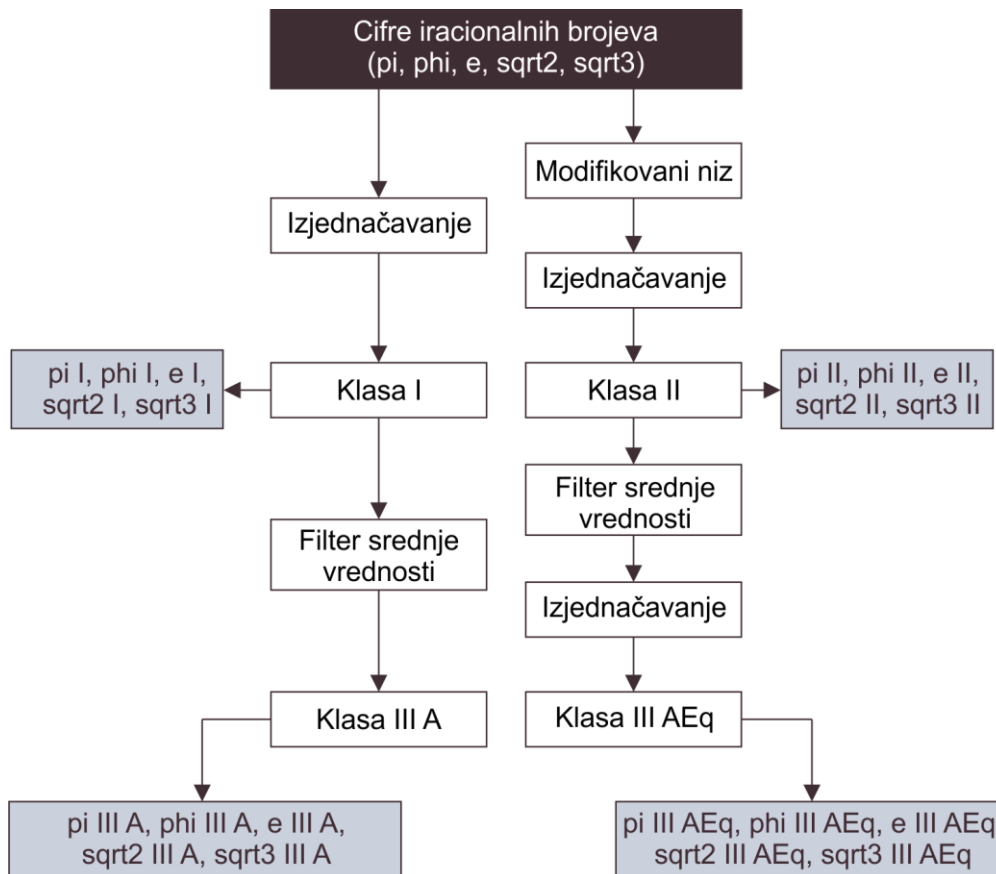 Cifre iracionalnih brojeva
(pi, phi, e, sqrt2, sqrt3)
Modifikovani niz
Izjednačavanje
Izjednačavanje
pi I, phi I, e I,
sqrt2 I, sqrt3 I
Klasa I
Klasa II
pi II, phi II, e II,
sqrt2 II, sqrt3 II
Filter srednje
vrednosti
Filter srednje
vrednosti
Izjednačavanje
Klasa III A
Klasa III AEq
pi III A, phi III A, e III A,
sqrt2 III A, sqrt3 III A
pi III AEq, phi III AEq, e III AEq
sqrt2 III AEq, sqrt3 III AEq